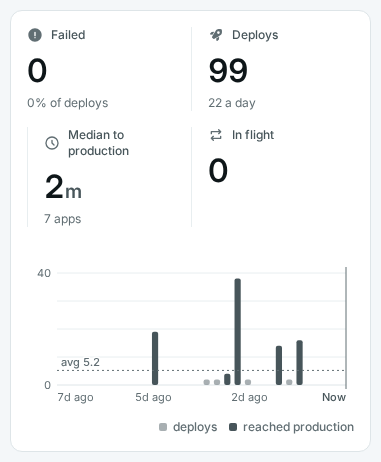 Failed
Deploys
0
99
0% of deploys
22 a day
Median to
production
In flight
2m
0
7 apps
40
avg 5.2
0
7d ago
5d ago
2d ago
Now
deploys
reached production